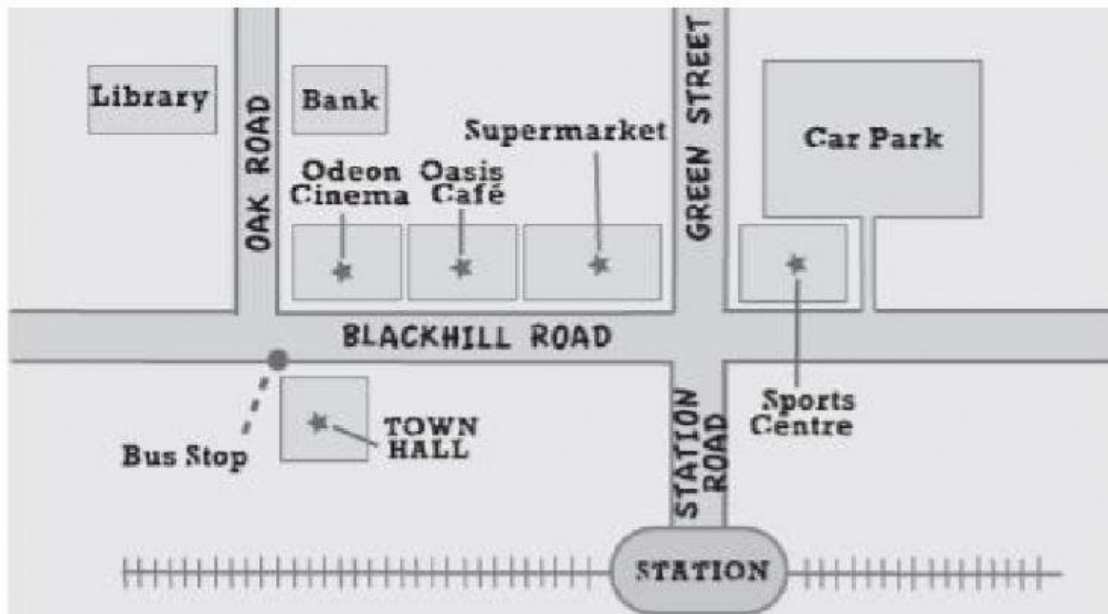 Library
OAK ROAD
Bank
Odeon
Cinema
Oasis
Café
Supermarket
GREEN STREET
Car Park
BLACKHILL ROAD
Bus Stop
TOWN
HALL
STATION
ROAD
Sports
Centre
STATION